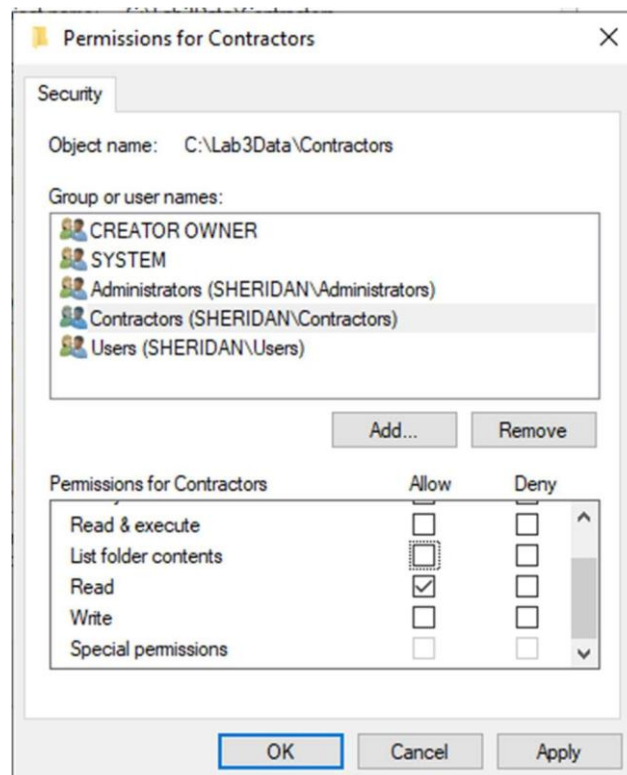 Permissions for Contractors
Security
Object name: C:\Lab3Data\Contractors
Group or user names:
CREATOR OWNER
SYSTEM
Administrators (SHERIDAN\Administrators)
Contractors (SHERIDAN\Contractors)
Users (SHERIDAN\Users)
Add... Remove
Permissions for Contractors Allow Deny
Read & execute
List folder contents
Read
Write
Special permissions
OK Cancel Apply